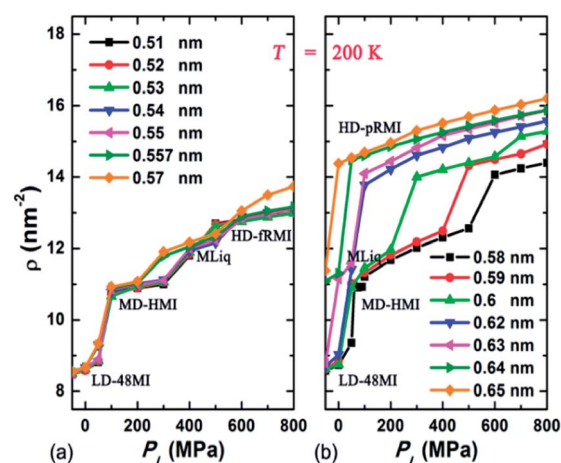 18
16
14
12
10
8
ρ (nm⁻²)
0.51 nm
0.52 nm
0.53 nm
0.54 nm
0.55 nm
0.557 nm
0.57 nm
T = 200 K
MLiq
HD-fRMI
MD-HMI
LD-48MI
0 200 400 600 800
(a) P_l (MPa)
HD-pRMI
MLiq
MD-HMI
LD-48MI
0.58 nm
0.59 nm
0.6 nm
0.62 nm
0.63 nm
0.64 nm
0.65 nm
0 200 400 600 800
(b) P_l (MPa)